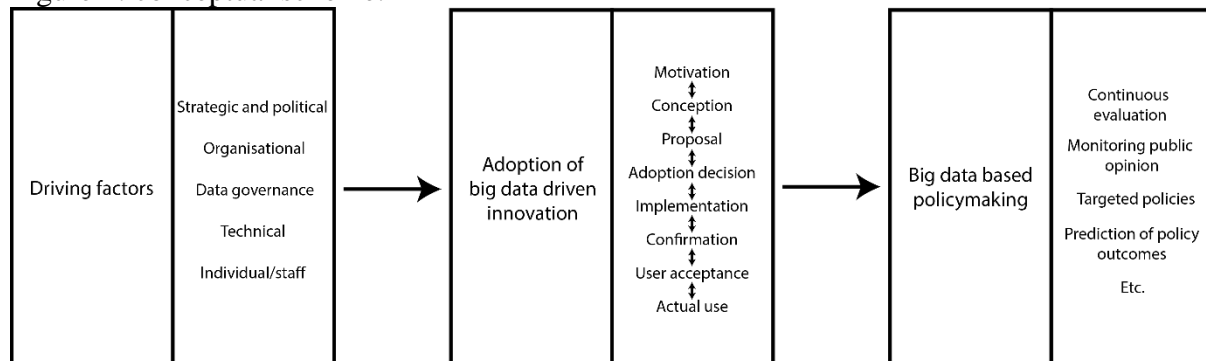 Driving factors
Strategic and political
Organisational
Data governance
Technical
Individual/staff
Adoption of
big data driven
innovation
Motivation
Conception
Proposal
Adoption decision
Implementation
Confirmation
User acceptance
Actual use
Big data based
policymaking
Continuous
evaluation
Monitoring public
opinion
Targeted policies
Prediction of policy
outcomes
Etc.